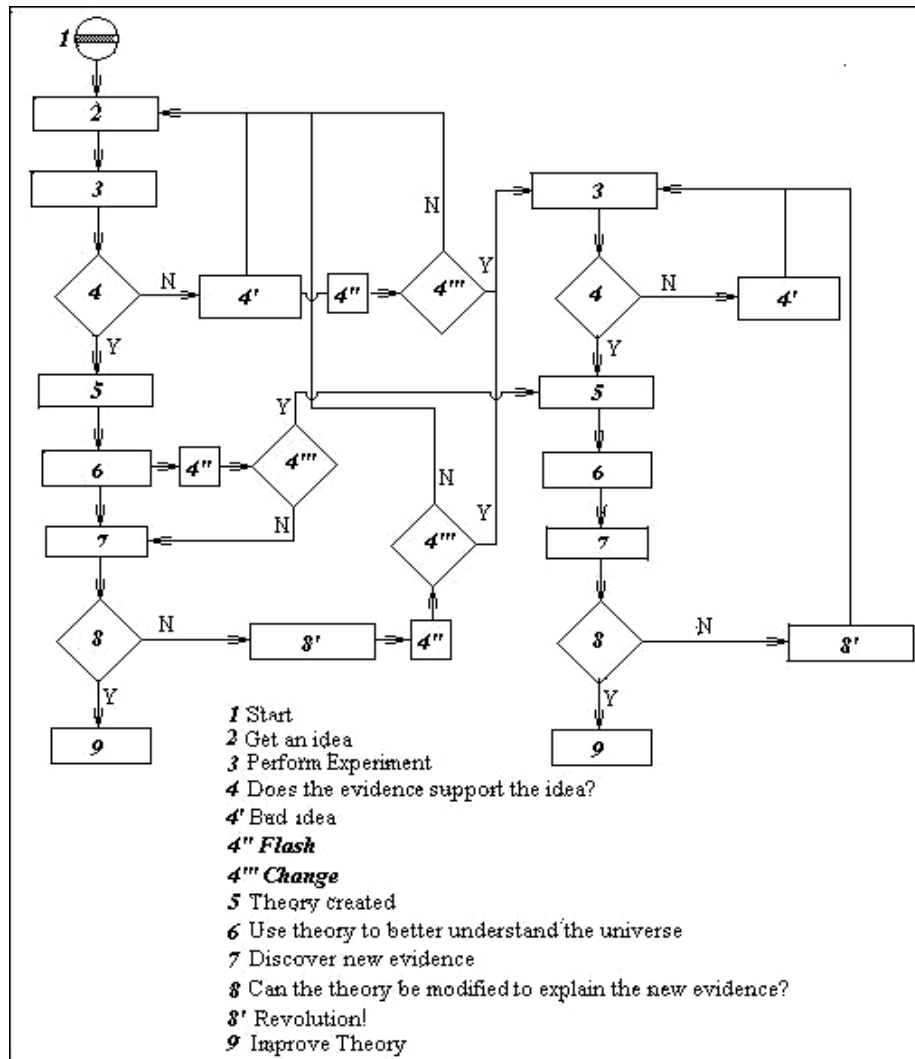 1
2
N
3
3
N
Y
4
N
4'
4''
4'''
4
N
4'
Y
Y
5
Y
5
6
4''
4'''
N
6
N
Y
7
4'''
7
8
N
8'
4''
8
N
8'
Y
Y
9
9
1 Start
2 Get an idea
3 Perform Experiment
4 Does the evidence support the idea?
4' Bad idea
4'' Flash
4''' Change
5 Theory created
6 Use theory to better understand the universe
7 Discover new evidence
8 Can the theory be modified to explain the new evidence?
8' Revolution!
9 Improve Theory